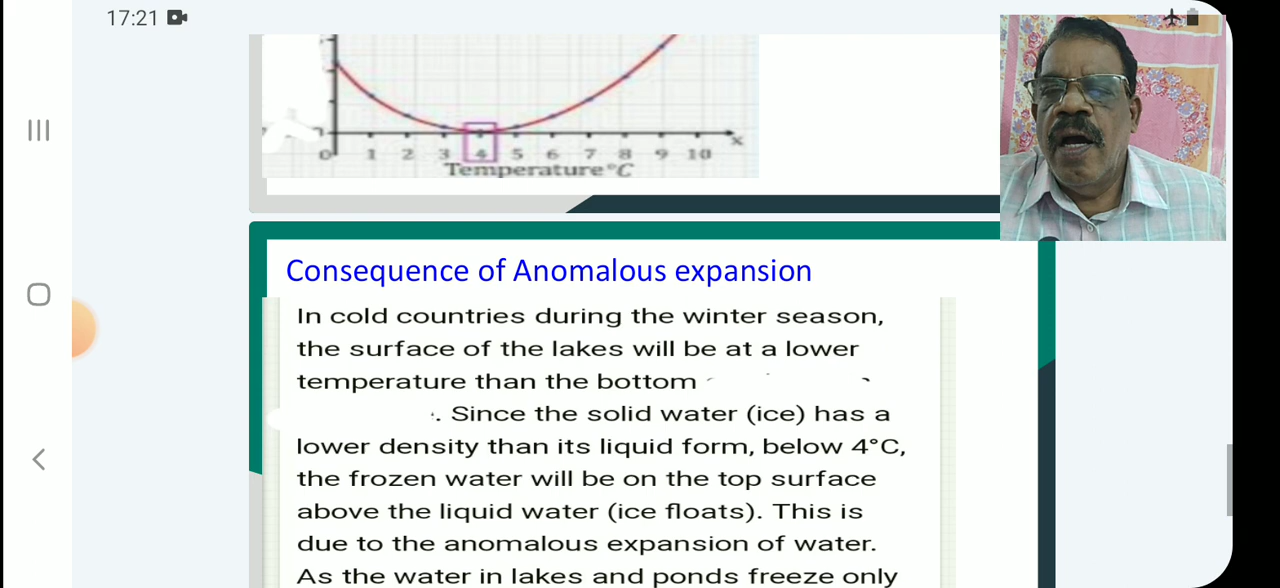 17:21
0 1 2 3 4 5 6 7 8 9 10 x
Temperature °C
Consequence of Anomalous expansion
In cold countries during the winter season,
the surface of the lakes will be at a lower
temperature than the bottom
. Since the solid water (ice) has a
lower density than its liquid form, below 4°C,
the frozen water will be on the top surface
above the liquid water (ice floats). This is
due to the anomalous expansion of water.
As the water in lakes and ponds freeze only